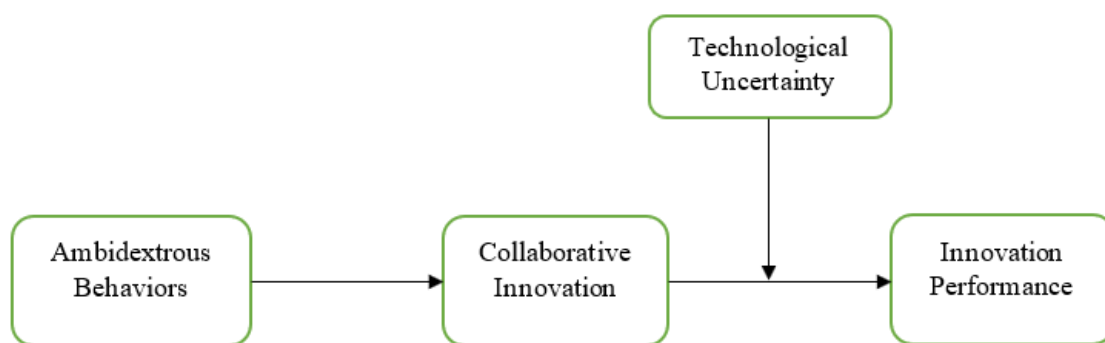 Technological
Uncertainty
Ambidextrous
Behaviors
Collaborative
Innovation
Innovation
Performance